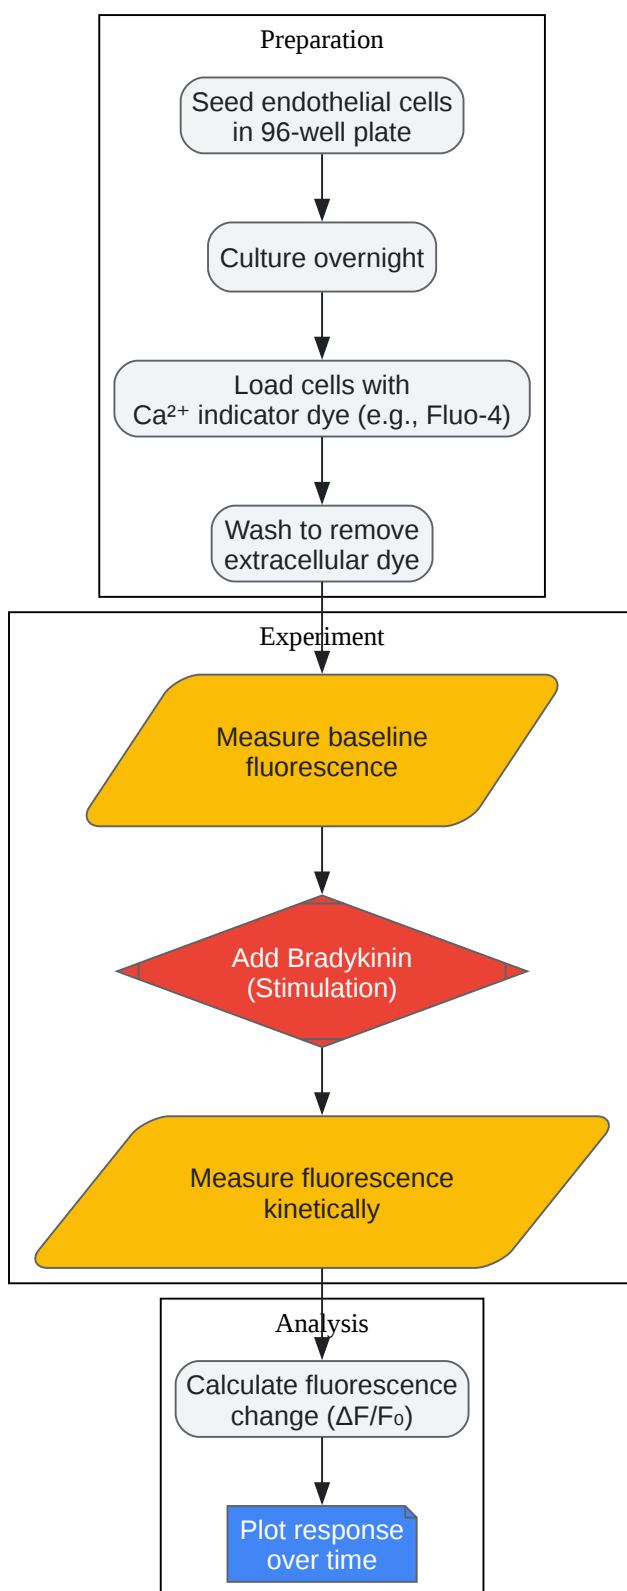 Preparation
Seed endothelial cells
in 96-well plate
Culture overnight
Load cells with
Ca²⁺ indicator dye (e.g., Fluo-4)
Wash to remove
extracellular dye
Experiment
Measure baseline
fluorescence
Add Bradykinin
(Stimulation)
Measure fluorescence
kinetically
Analysis
Calculate fluorescence
change (ΔF/F₀)
Plot response
over time